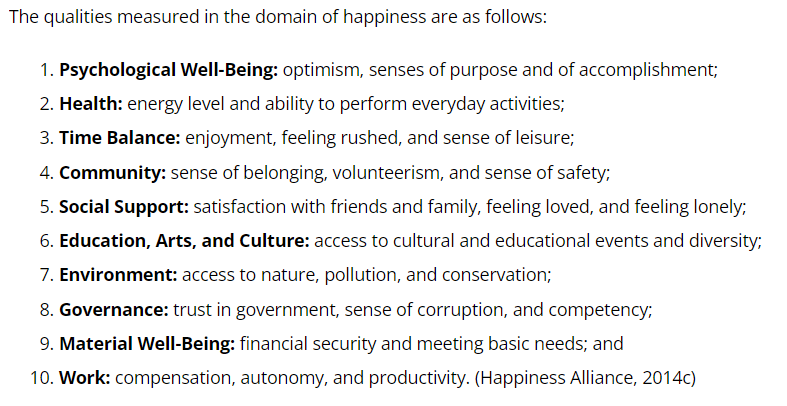 The qualities measured in the domain of happiness are as follows:
1. Psychological Well-Being: optimism, senses of purpose and of accomplishment;
2. Health: energy level and ability to perform everyday activities;
3. Time Balance: enjoyment, feeling rushed, and sense of leisure;
4. Community: sense of belonging, volunteerism, and sense of safety;
5. Social Support: satisfaction with friends and family, feeling loved, and feeling lonely;
6. Education, Arts, and Culture: access to cultural and educational events and diversity;
7. Environment: access to nature, pollution, and conservation;
8. Governance: trust in government, sense of corruption, and competency;
9. Material Well-Being: financial security and meeting basic needs; and
10. Work: compensation, autonomy, and productivity. (Happiness Alliance, 2014c)